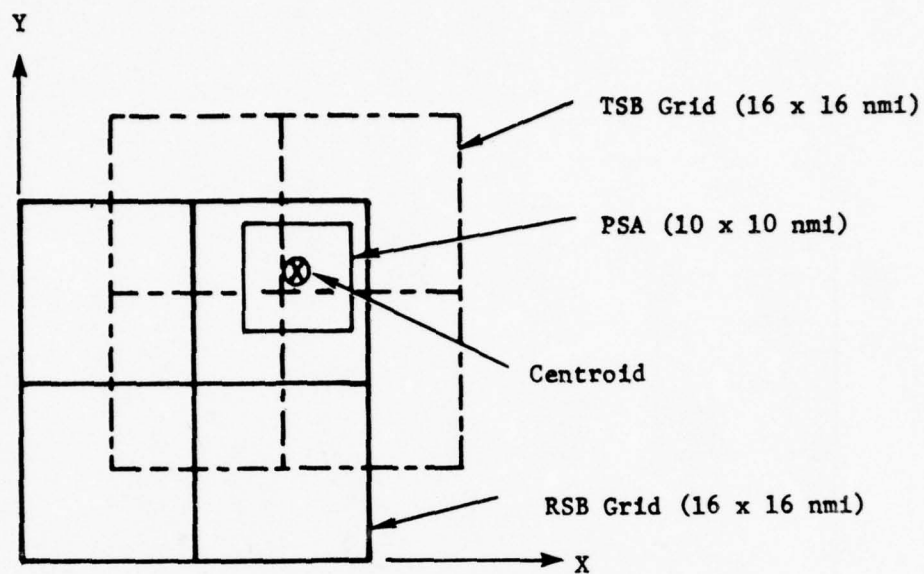 Y
TSB Grid (16 x 16 nmi)
PSA (10 x 10 nmi)
Centroid
RSB Grid (16 x 16 nmi)
X